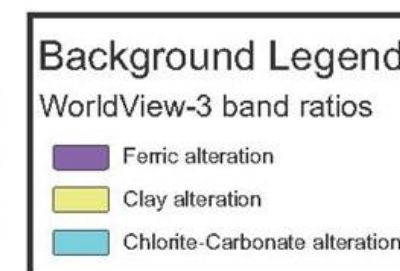 Background Legend
WorldView-3 band ratios
Ferric alteration
Clay alteration
Chlorite-Carbonate alteration